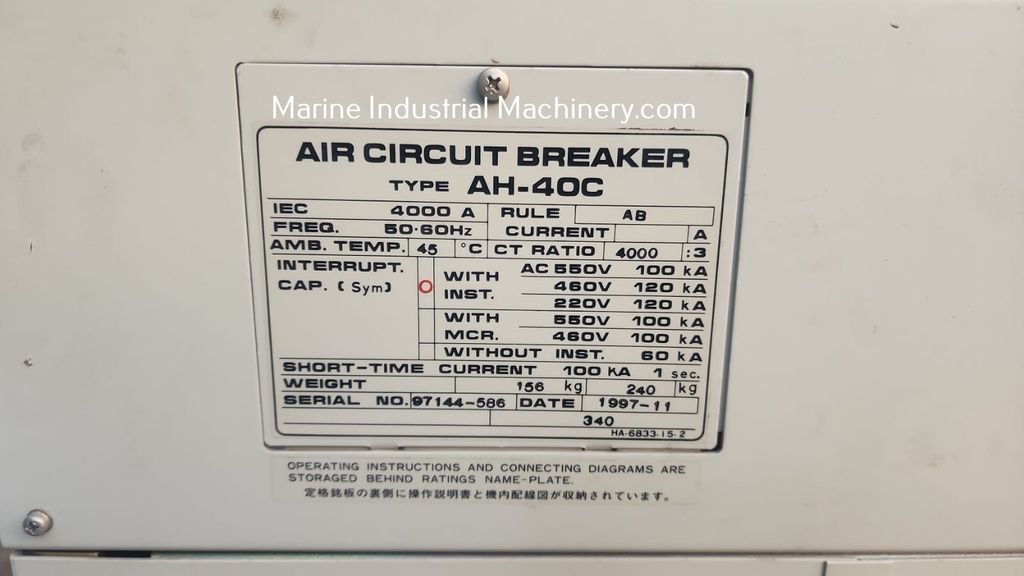 Marine Industrial Machinery.com
AIR CIRCUIT BREAKER
TYPE AH-40C
IEC 4000 A RULE AB
FREQ. 50·60Hz CURRENT A
AMB. TEMP. 45 °C CT RATIO 4000 :3
INTERRUPT. CAP. (Sym)
O WITH INST. AC 550V 100 kA
460V 120 kA
220V 120 kA
WITH MCR. 550V 100 kA
460V 100 kA
WITHOUT INST. 60 kA
SHORT-TIME CURRENT 100 KA 1 sec.
WEIGHT 156 kg 240 kg
SERIAL NO. 97144-586 DATE 1997-11
340
HA-6833-15-2
OPERATING INSTRUCTIONS AND CONNECTING DIAGRAMS ARE
STORAGED BEHIND RATINGS NAME-PLATE.
定格銘板の裏側に操作説明書と機内配線図が収納されています。